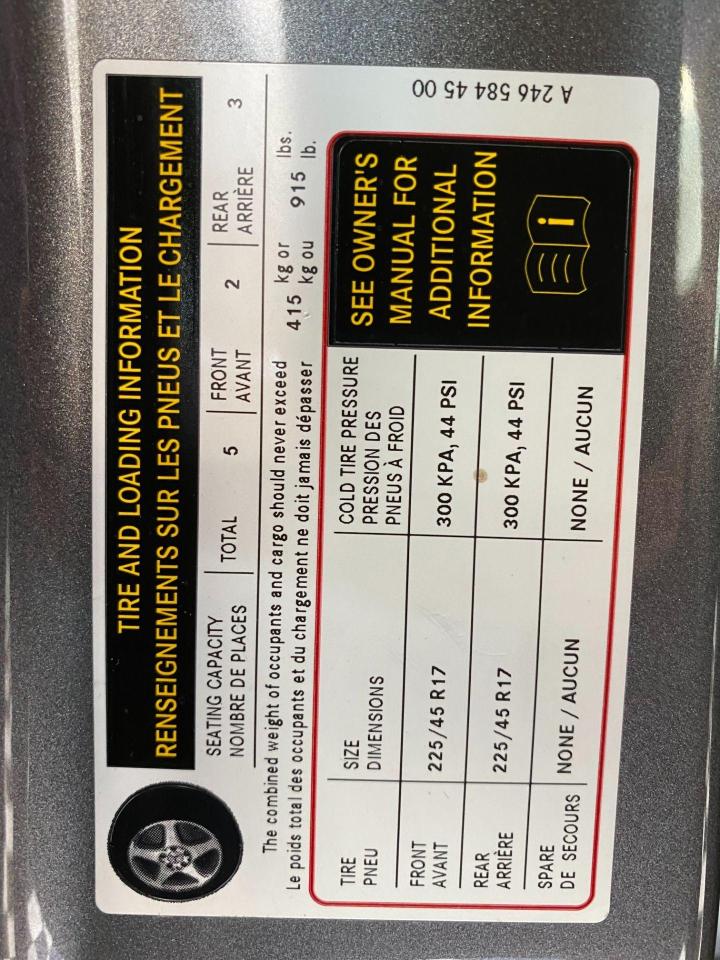 TIRE AND LOADING INFORMATION
RENSEIGNEMENTS SUR LES PNEUS ET LE CHARGEMENT
SEATING CAPACITY
NOMBRE DE PLACES
TOTAL 5
FRONT
AVANT
2
REAR
ARRIÈRE
3
The combined weight of occupants and cargo should never exceed 415 kg or 915 lbs.
Le poids total des occupants et du chargement ne doit jamais dépasser kg ou lb.
TIRE
PNEU
SIZE
DIMENSIONS
COLD TIRE PRESSURE
PRESSION DES
PNEUS À FROID
FRONT
AVANT
225/45 R17
300 KPA, 44 PSI
REAR
ARRIÈRE
225/45 R17
300 KPA, 44 PSI
SPARE
DE SECOURS
NONE / AUCUN
NONE / AUCUN
SEE OWNER'S
MANUAL FOR
ADDITIONAL
INFORMATION
i
A 246 584 45 00